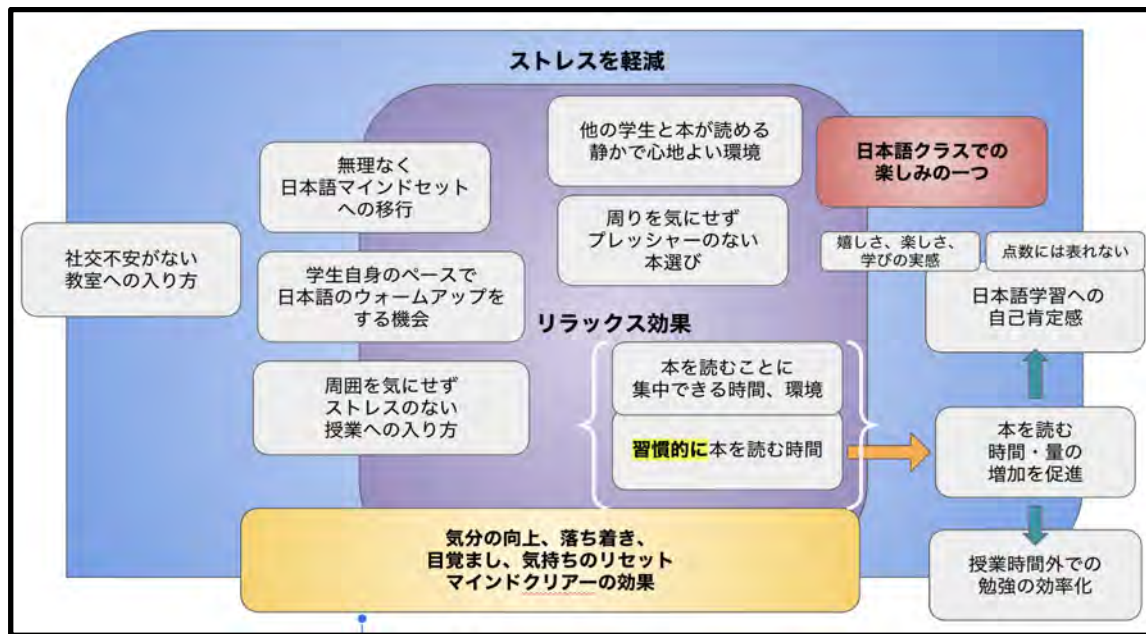 ストレスを軽減
他の学生と本が読める
静かで心地よい環境
日本語クラスでの
楽しみの一つ
無理なく
日本語マインドセット
への移行
周りを気にせず
プレッシャーのない
本選び
社交不安がない
教室への入り方
嬉しさ、楽しさ、
学びの実感
点数には表れない
学生自身のペースで
日本語のウォームアップを
する機会
日本語学習への
自己肯定感
リラックス効果
本を読むことに
集中できる時間、環境
周囲を気にせず
ストレスのない
授業への入り方
習慣的に本を読む時間
本を読む
時間・量の
増加を促進
気分の向上、落ち着き、
目覚まし、気持ちのリセット
マインドクリアーの効果
授業時間外での
勉強の効率化